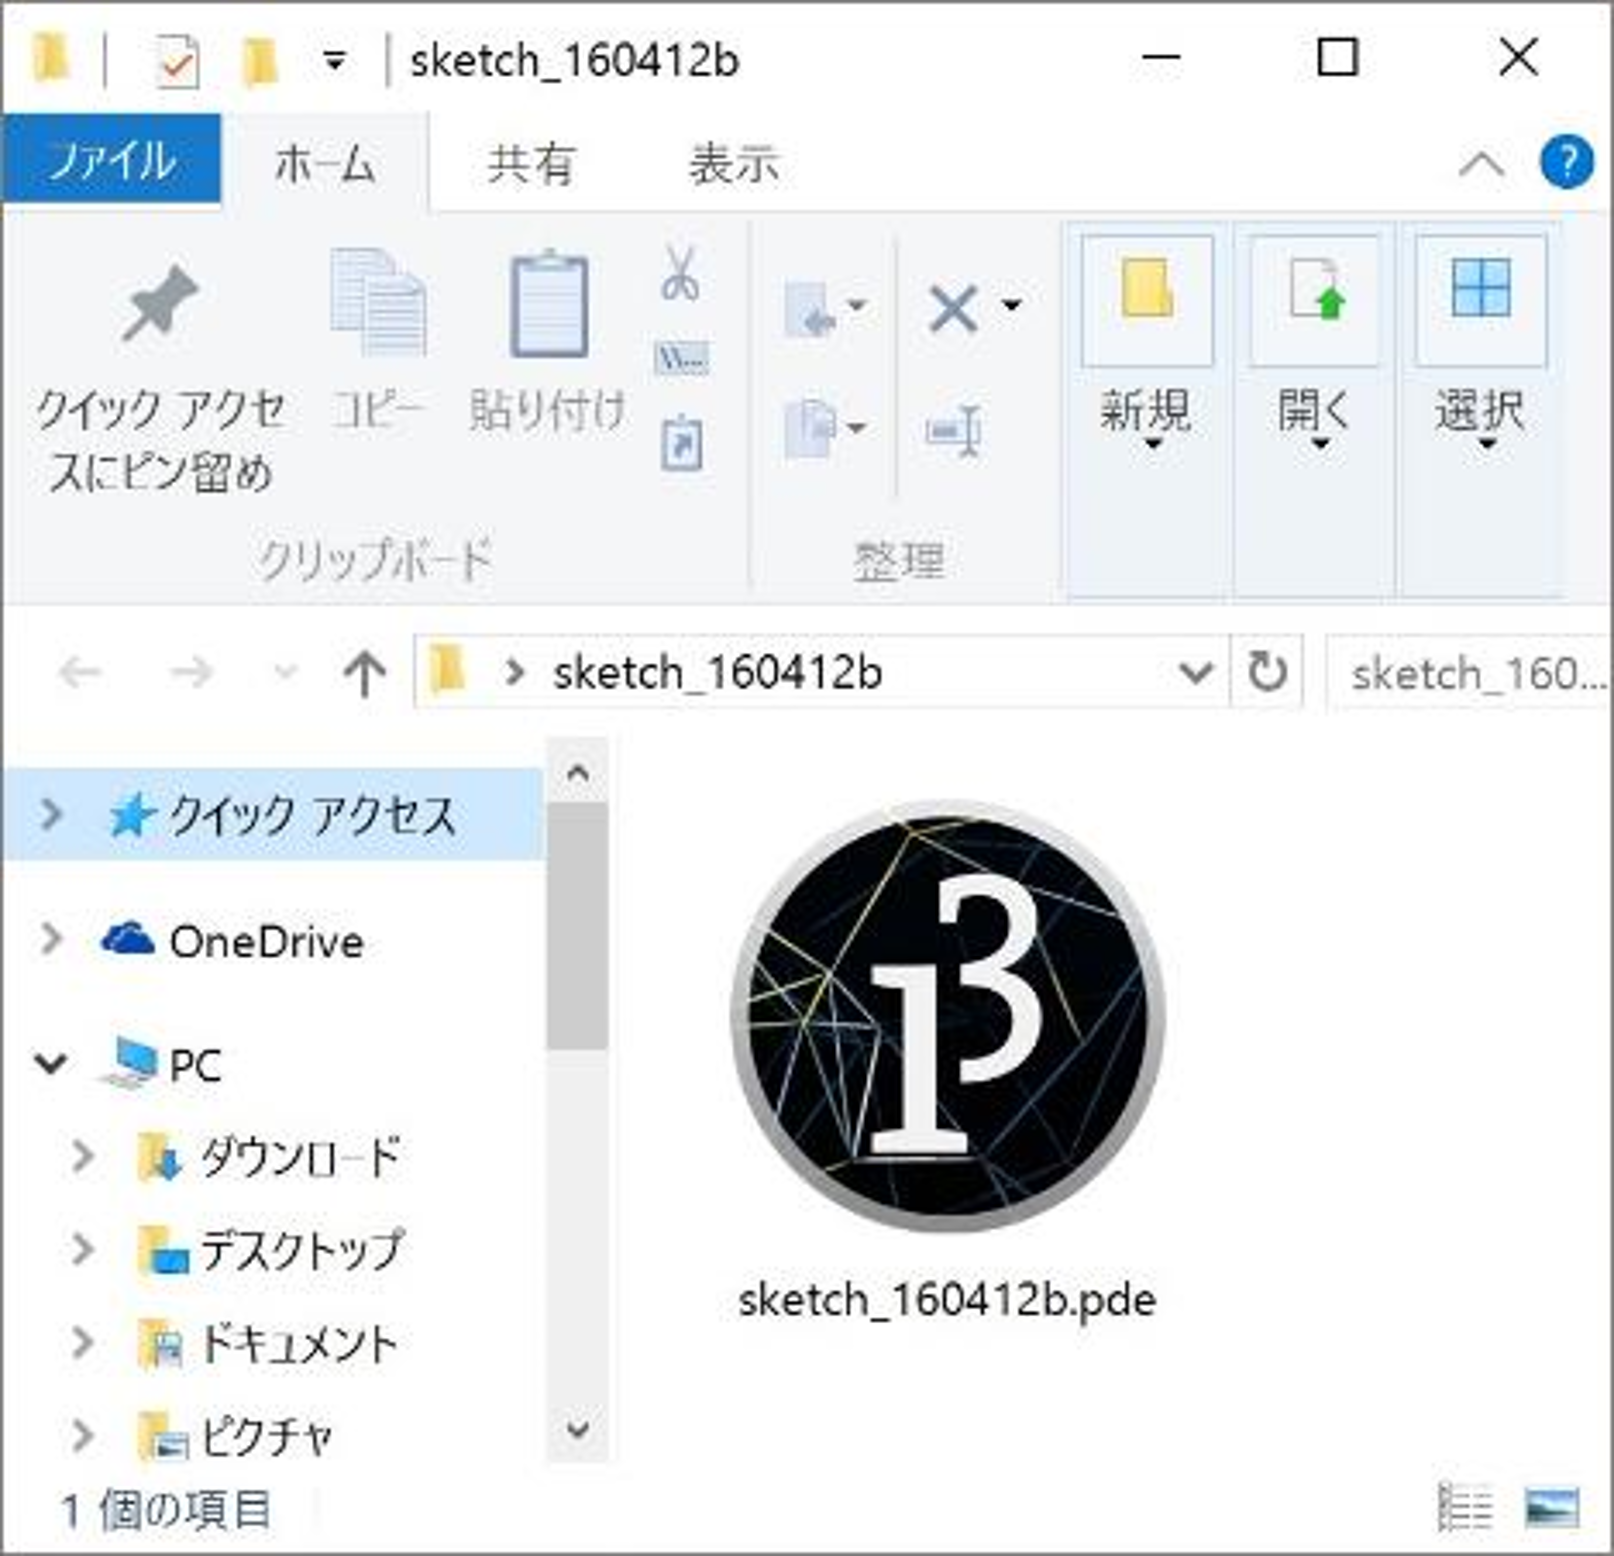 sketch_160412b
ファイル ホーム 共有 表示 ?
クイック アクセ コピー 貼り付け W... 新規 開く 選択
スにピン留め
クリップボード 整理
sketch_160412b sketch_160...
クイック アクセス
OneDrive
PC
ダウンロード
デスクトップ
ドキュメント
ピクチャ
3
1
sketch_160412b.pde
1 個の項目